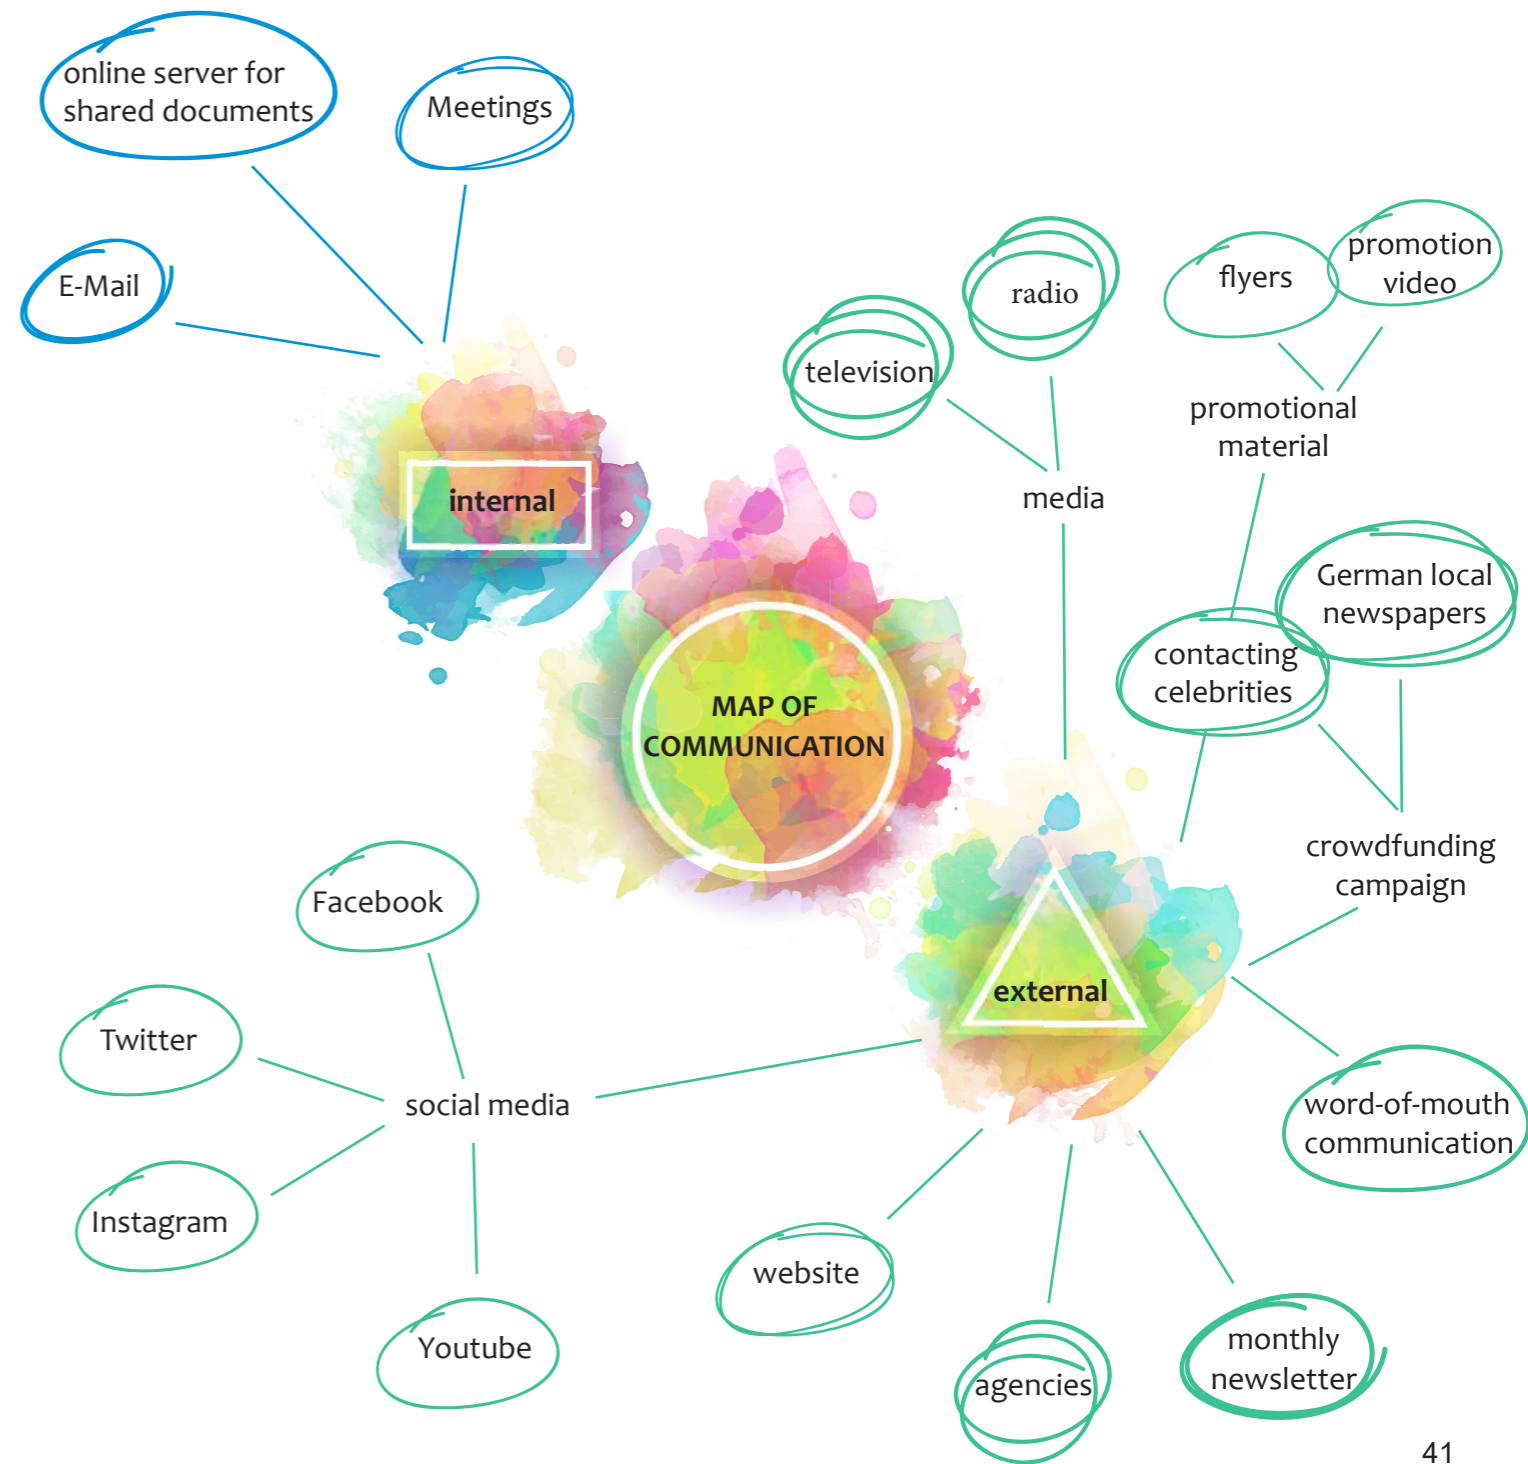 online server for
shared documents
Meetings
E-Mail
internal
television
radio
media
flyers
promotion
video
promotional
material
German local
newspapers
contacting
celebrities
crowdfunding
campaign
MAP OF
COMMUNICATION
external
Facebook
Twitter
social media
Instagram
Youtube
website
agencies
monthly
newsletter
word-of-mouth
communication
41